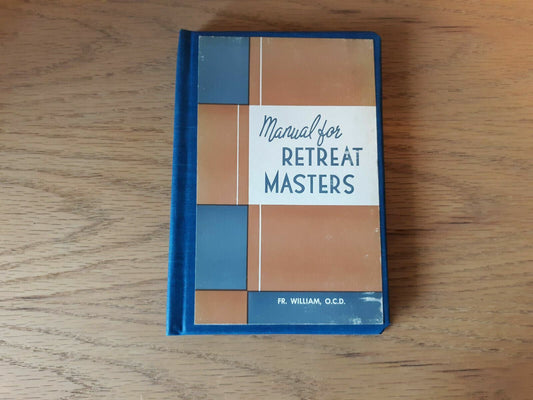 Manual for
RETREAT
MASTERS
FR. WILLIAM, O.C.D.